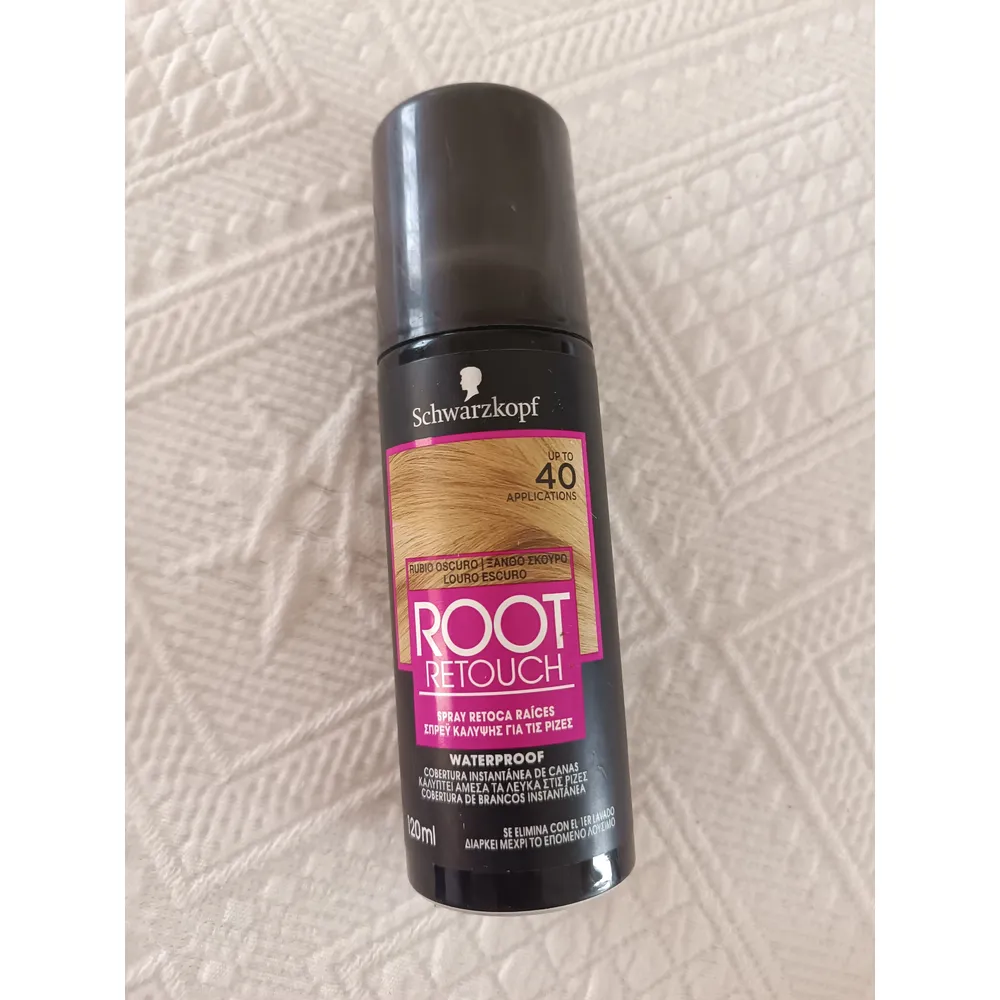 Schwarzkopf
UP TO
40
APPLICATIONS
RUBIO OSCURO | ΞΑΝΘΟ ΣΚΟΥΡΟ
LOURO ESCURO
ROOT
RETOUCH
SPRAY RETOCA RAÍCES
ΣΠΡΕΫ ΚΑΛΥΨΗΣ ΓΙΑ ΤΙΣ ΡΙΖΕΣ
WATERPROOF
COBERTURA INSTANTÁNEA DE CANAS
ΚΑΛΥΠΤΕΙ ΑΜΕΣΑ ΤΑ ΛΕΥΚΑ ΣΤΙΣ ΡΙΖΕΣ
COBERTURA DE BRANCOS INSTANTÂNEA
120ml
SE ELIMINA CON EL 1ER LAVADO
ΔΙΑΡΚΕΙ ΜΕΧΡΙ ΤΟ ΕΠΟΜΕΝΟ ΛΟΥΣΙΜΟ